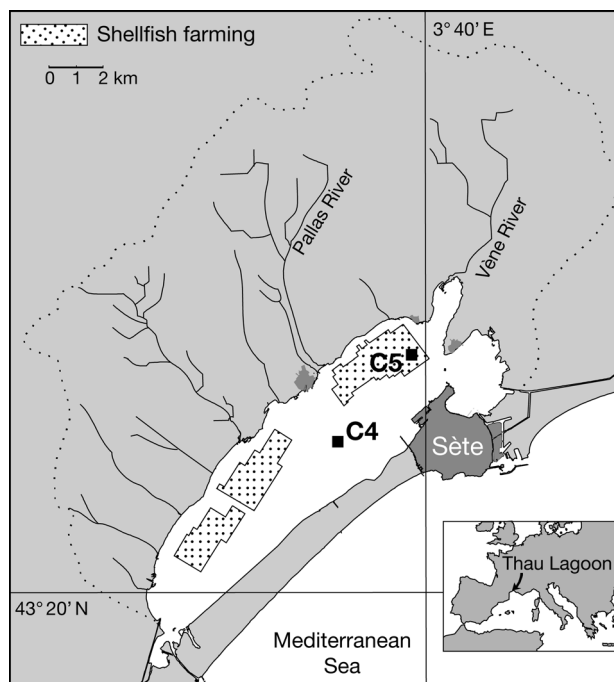 Shellfish farming
0 1 2 km
3° 40' E
Pallas River
Vène River
C5
C4
Sète
Thau Lagoon
43° 20' N
Mediterranean
Sea